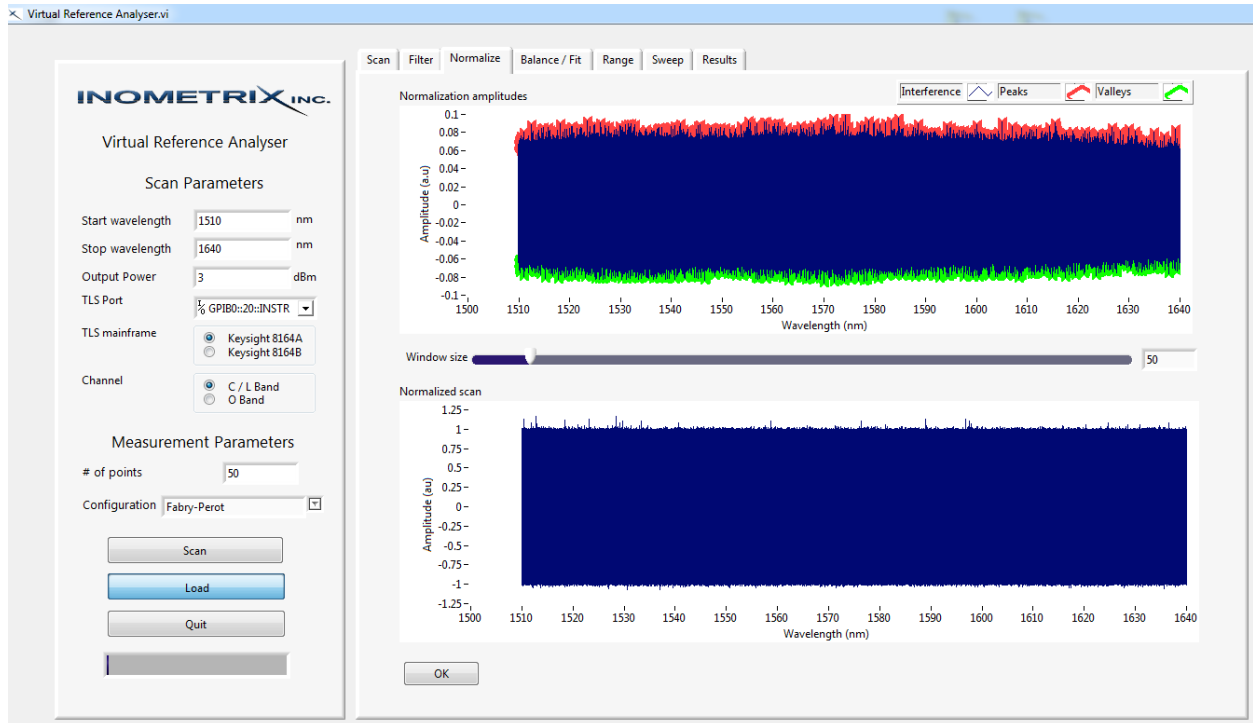 Virtual Reference Analyser.vi
INOMETRIX INC.
Virtual Reference Analyser
Scan Parameters
Start wavelength 1510 nm
Stop wavelength 1640 nm
Output Power 3 dBm
TLS Port GPIB0::20::INSTR
TLS mainframe Keysight 8164A
Keysight 8164B
Channel C / L Band
O Band
Measurement Parameters
# of points 50
Configuration Fabry-Perot
Scan
Load
Quit
Scan Filter Normalize Balance / Fit Range Sweep Results
Normalization amplitudes
Interference Peaks Valleys
Amplitude (a.u)
0.1
0.08
0.06
0.04
0.02
0
-0.02
-0.04
-0.06
-0.08
-0.1
1500 1510 1520 1530 1540 1550 1560 1570 1580 1590 1600 1610 1620 1630 1640
Wavelength (nm)
Window size 50
Normalized scan
Amplitude (au)
1.25
1
0.75
0.5
0.25
0
-0.25
-0.5
-0.75
-1
-1.25
1500 1510 1520 1530 1540 1550 1560 1570 1580 1590 1600 1610 1620 1630 1640
Wavelength (nm)
OK